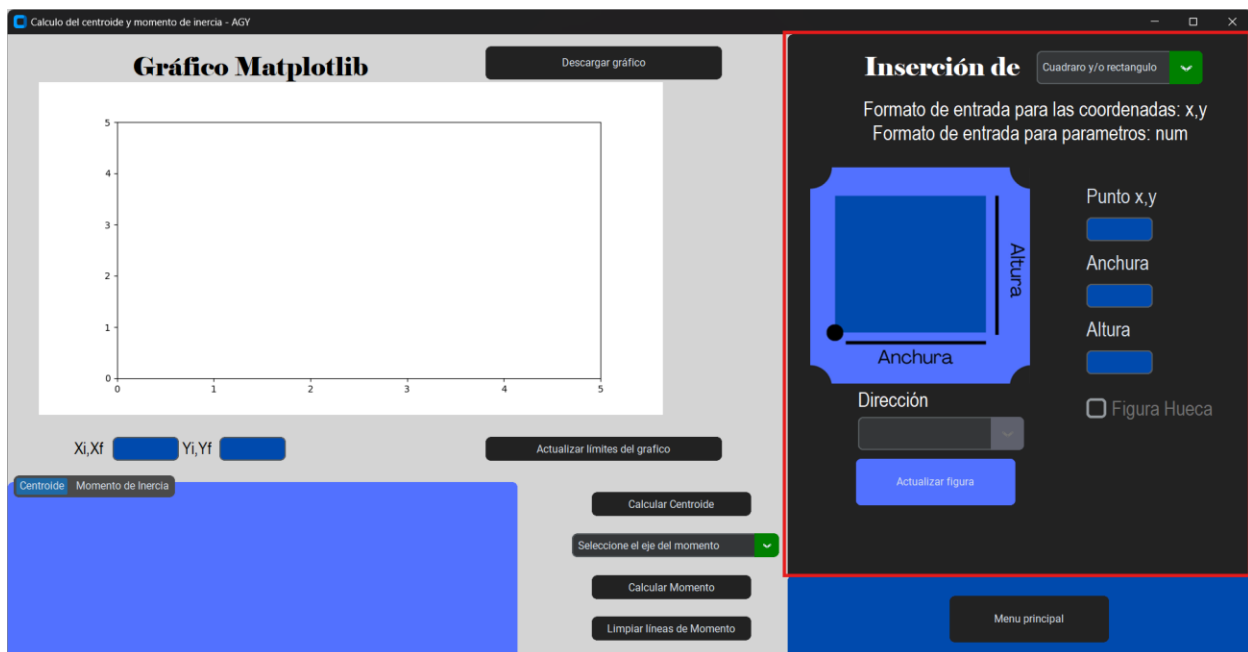 Calculo del centroide y momento de inercia - AGY
Gráfico Matplotlib
Descargar gráfico
5
4
3
2
1
0
0 1 2 3 4 5
Xi,Xf Yi,Yf
Actualizar límites del grafico
Centroide Momento de Inercia
Calcular Centroide
Seleccione el eje del momento
Calcular Momento
Limpiar líneas de Momento
Inserción de Cuadraro y/o rectangulo
Formato de entrada para las coordenadas: x,y
Formato de entrada para parametros: num
Altura
Anchura
Punto x,y
Anchura
Altura
Figura Hueca
Dirección
Actualizar figura
Menu principal